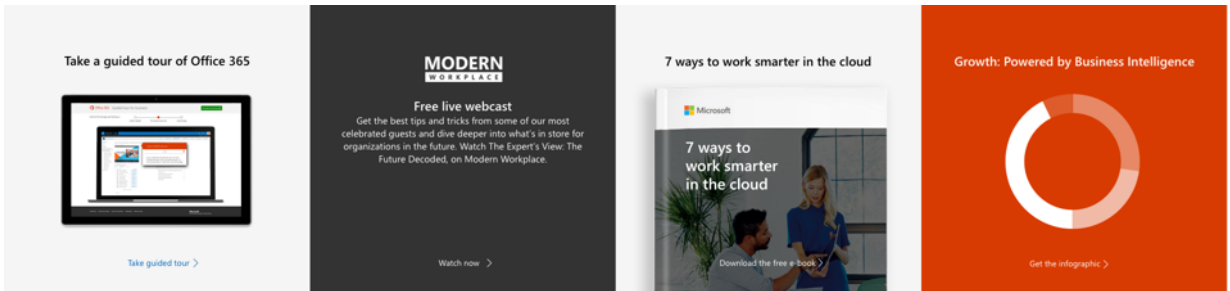 Take a guided tour of Office 365
Office 365
Take guided tour >
MODERN
WORKPLACE
Free live webcast
Get the best tips and tricks from some of our most
celebrated guests and dive deeper into what's in store for
organizations in the future. Watch The Expert's View: The
Future Decoded, on Modern Workplace.
Watch now >
7 ways to work smarter in the cloud
Microsoft
7 ways to
work smarter
in the cloud
Download the free e-book >
Growth: Powered by Business Intelligence
Get the infographic >